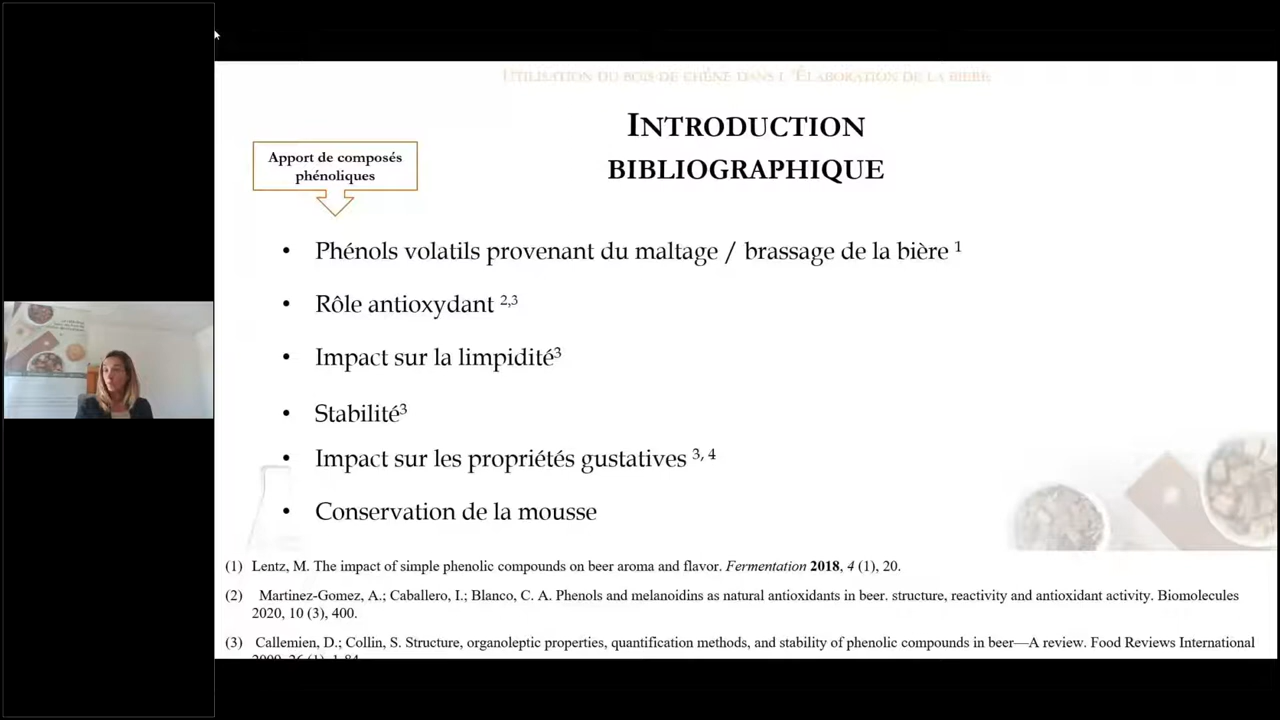 UTILISATION DU BOIS DE CHÊNE DANS L'ÉLABORATION DE LA BIÈRE
INTRODUCTION
BIBLIOGRAPHIQUE
Apport de composés
phénoliques
• Phénols volatils provenant du maltage / brassage de la bière ¹
• Rôle antioxydant ²,³
• Impact sur la limpidité³
• Stabilité³
• Impact sur les propriétés gustatives ³, ⁴
• Conservation de la mousse
(1) Lentz, M. The impact of simple phenolic compounds on beer aroma and flavor. Fermentation 2018, 4 (1), 20.
(2) Martinez-Gomez, A.; Caballero, I.; Blanco, C. A. Phenols and melanoidins as natural antioxidants in beer. structure, reactivity and antioxidant activity. Biomolecules
2020, 10 (3), 400.
(3) Callemien, D.; Collin, S. Structure, organoleptic properties, quantification methods, and stability of phenolic compounds in beer—A review. Food Reviews International